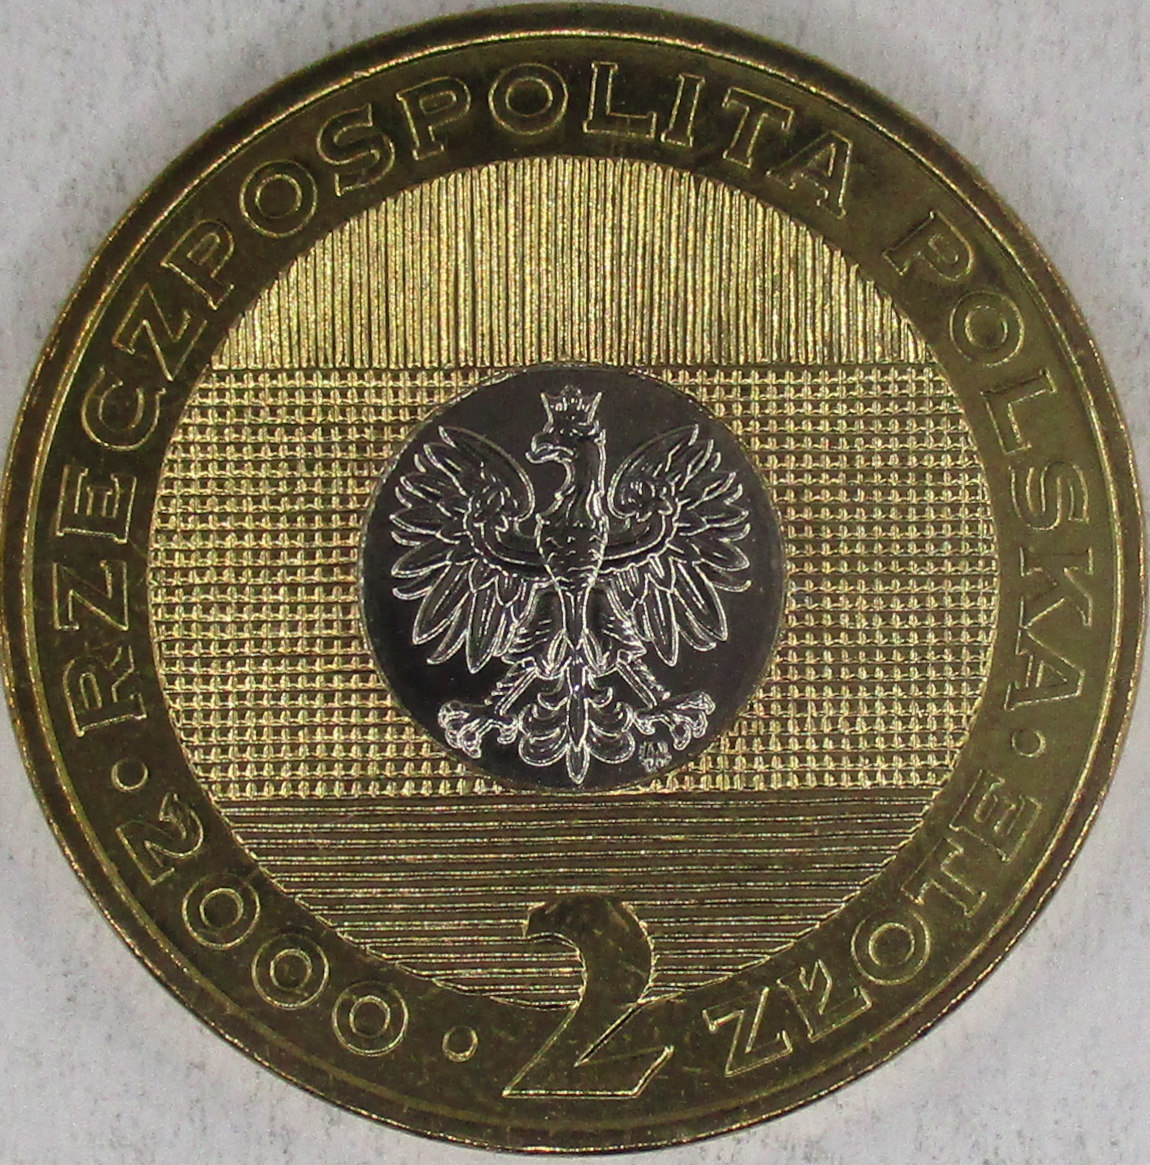 RZECZPOSPOLITA POLSKA · 2000 · 2 ZŁOTE ·